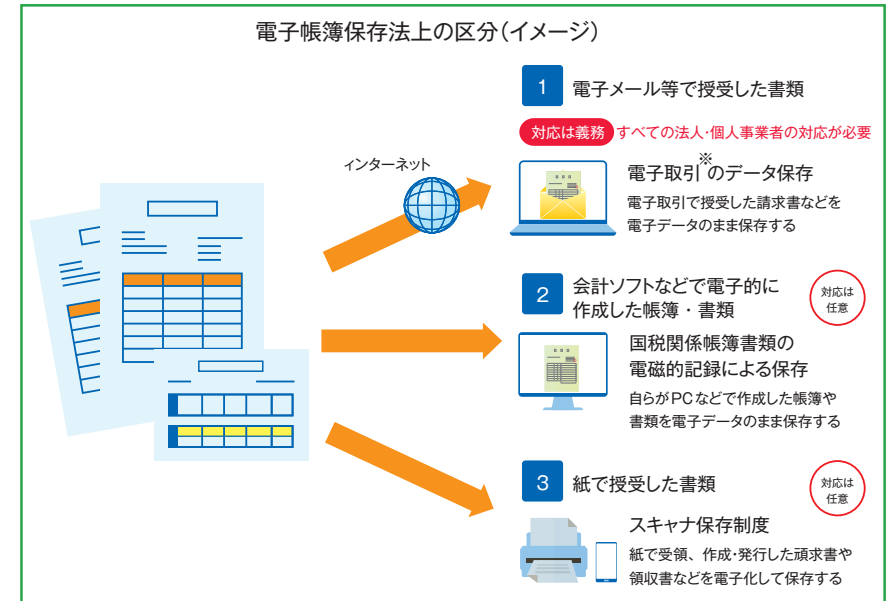 電子帳簿保存法上の区分（イメージ）
1 電子メール等で授受した書類
対応は義務 すべての法人・個人事業者の対応が必要
インターネット
電子取引※のデータ保存
電子取引で授受した請求書などを
電子データのまま保存する
2 会計ソフトなどで電子的に
作成した帳簿・書類
対応は
任意
国税関係帳簿書類の
電磁的記録による保存
自らがPCなどで作成した帳簿や
書類を電子データのまま保存する
3 紙で授受した書類
対応は
任意
スキャナ保存制度
紙で受領、作成・発行した頑求書や
領収書などを電子化して保存する